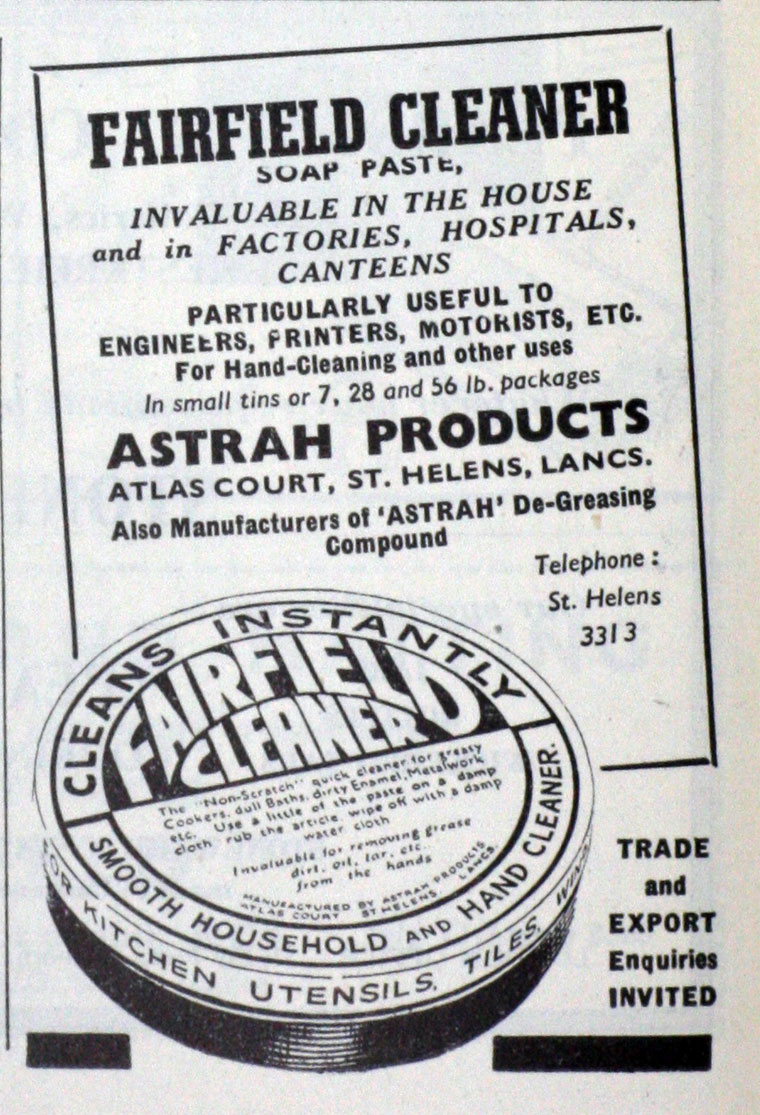 FAIRFIELD CLEANER
SOAP PASTE,
INVALUABLE IN THE HOUSE
and in FACTORIES, HOSPITALS,
CANTEENS
PARTICULARLY USEFUL TO
ENGINEERS, PRINTERS, MOTORISTS, ETC.
For Hand-Cleaning and other uses
In small tins or 7, 28 and 56 lb. packages
ASTRAH PRODUCTS
ATLAS COURT, ST. HELENS, LANCS.
Also Manufacturers of 'ASTRAH' De-Greasing
Compound
Telephone :
St. Helens
3313
CLEANS INSTANTLY
FAIRFIELD
CLEANER
The "Non-Scratch" quick cleaner for greasy
Cookers, dull Baths, dirty Enamel, Metalwork
etc. Use a little of the paste on a damp
cloth rub the article, wipe off with a damp
water cloth
Invaluable for removing grease
dirt, oil, tar, etc.
from the hands
MANUFACTURED BY ASTRAH PRODUCTS
ATLAS COURT ST HELENS. LANCS.
SMOOTH HOUSEHOLD AND HAND CLEANER.
FOR KITCHEN UTENSILS, TILES,
TRADE
and
EXPORT
Enquiries
INVITED